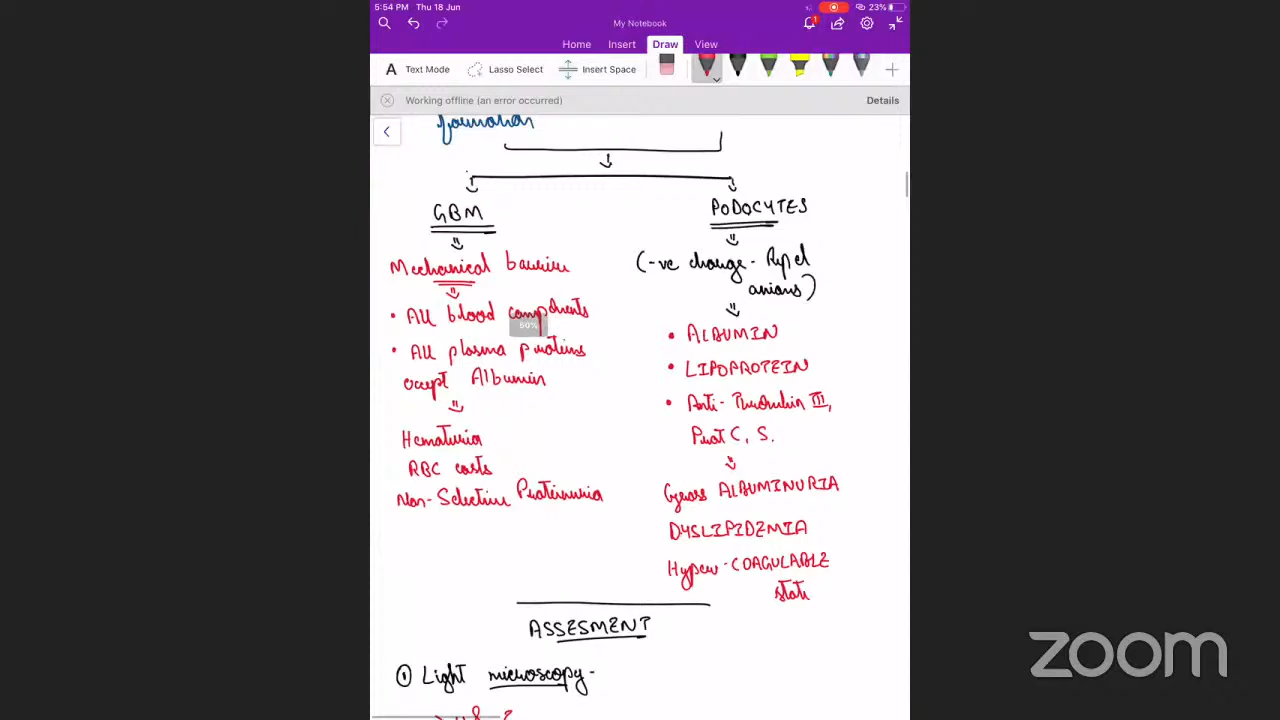 5:54 PM Thu 18 Jun
23%
My Notebook
1
Home Insert Draw View
A Text Mode Lasso Select Insert Space
Working offline (an error occurred) Details
formation
GBM
PODOCYTES
Mechanical barrier
(-ve charge - Repel
anions)
• All blood components
50%
• All plasma proteins
except Albumin
• ALBUMIN
• LIPOPROTEIN
• Anti-Thrombin III,
Prot C, S.
Hematuria
RBC casts
Non-Selective Proteinuria
Gross ALBUMINURIA
DYSLIPIDEMIA
Hyper-COAGULABLE
state
ASSESMENT
① Light microscopy-
zoom